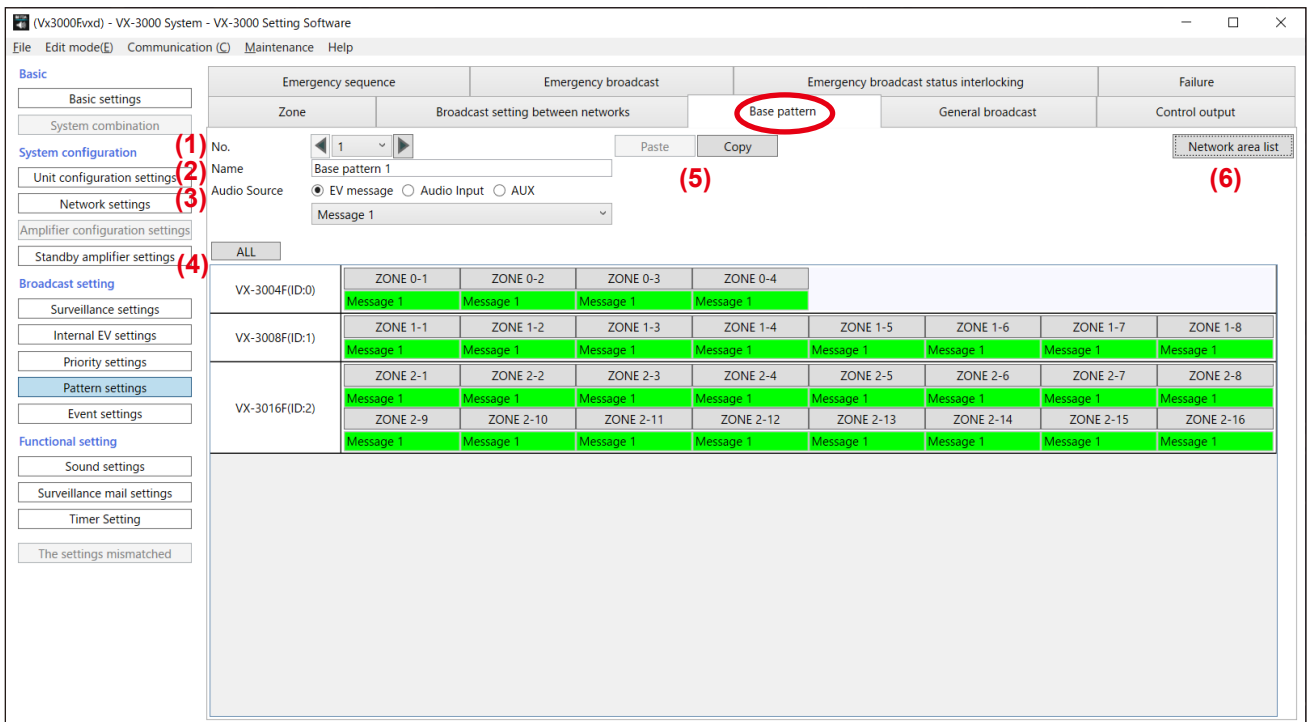 (Vx3000F.vxd) - VX-3000 System - VX-3000 Setting Software
File Edit mode(E) Communication (C) Maintenance Help
Basic
Basic settings
System combination
System configuration
Unit configuration settings
Network settings
Amplifier configuration settings
Standby amplifier settings
Broadcast setting
Surveillance settings
Internal EV settings
Priority settings
Pattern settings
Event settings
Functional setting
Sound settings
Surveillance mail settings
Timer Setting
The settings mismatched
Emergency sequence Emergency broadcast Emergency broadcast status interlocking Failure
Zone Broadcast setting between networks Base pattern General broadcast Control output
(1) No. 1 Paste Copy Network area list
(2) Name Base pattern 1
(5) (6)
(3) Audio Source EV message Audio Input AUX
Message 1
(4) ALL
VX-3004F(ID:0)
ZONE 0-1 ZONE 0-2 ZONE 0-3 ZONE 0-4
Message 1 Message 1 Message 1 Message 1
VX-3008F(ID:1)
ZONE 1-1 ZONE 1-2 ZONE 1-3 ZONE 1-4 ZONE 1-5 ZONE 1-6 ZONE 1-7 ZONE 1-8
Message 1 Message 1 Message 1 Message 1 Message 1 Message 1 Message 1 Message 1
VX-3016F(ID:2)
ZONE 2-1 ZONE 2-2 ZONE 2-3 ZONE 2-4 ZONE 2-5 ZONE 2-6 ZONE 2-7 ZONE 2-8
Message 1 Message 1 Message 1 Message 1 Message 1 Message 1 Message 1 Message 1
ZONE 2-9 ZONE 2-10 ZONE 2-11 ZONE 2-12 ZONE 2-13 ZONE 2-14 ZONE 2-15 ZONE 2-16
Message 1 Message 1 Message 1 Message 1 Message 1 Message 1 Message 1 Message 1